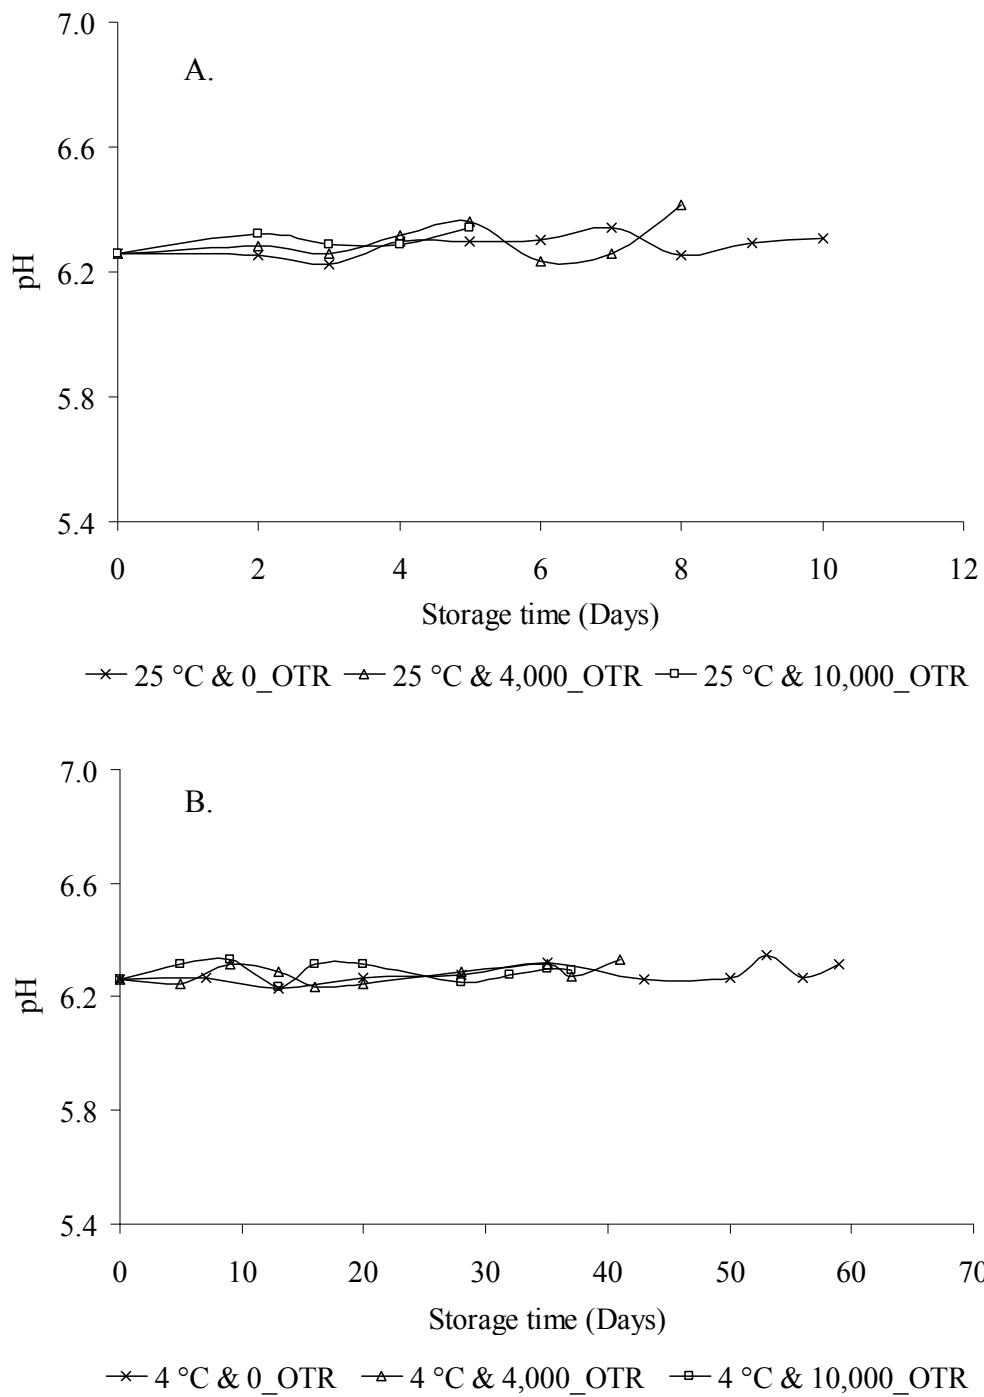 7.0
A.
6.6
6.2
pH
5.8
5.4
0 2 4 6 8 10 12
Storage time (Days)
25 °C & 0_OTR 25 °C & 4,000_OTR 25 °C & 10,000_OTR
7.0
B.
6.6
6.2
pH
5.8
5.4
0 10 20 30 40 50 60 70
Storage time (Days)
4 °C & 0_OTR 4 °C & 4,000_OTR 4 °C & 10,000_OTR